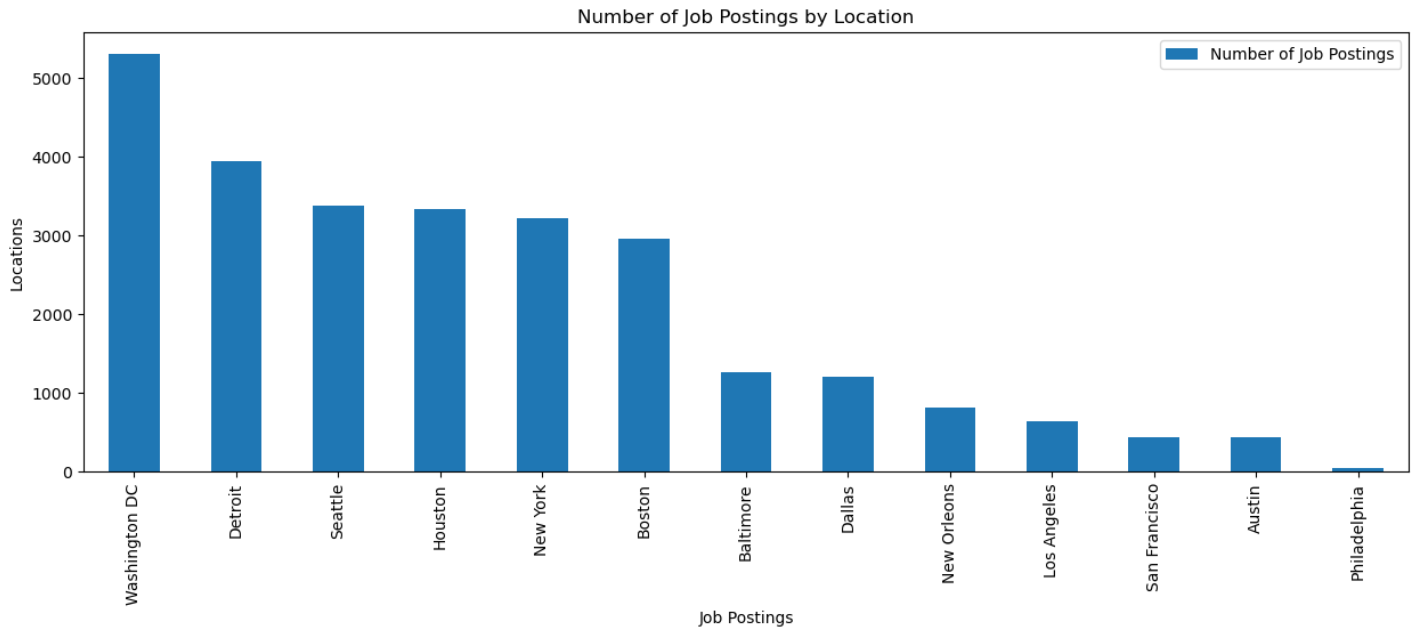 Number of Job Postings by Location
Number of Job Postings
5000
4000
3000
2000
1000
0
Locations
Washington DC
Detroit
Seattle
Houston
New York
Boston
Baltimore
Dallas
New Orleons
Los Angeles
San Francisco
Austin
Philadelphia
Job Postings